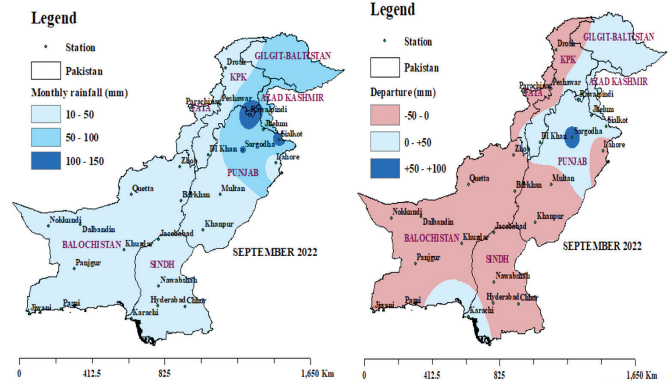 Legend
Station
Pakistan
Monthly rainfall (mm)
10 - 50
50 - 100
100 - 150
GILGIT-BALTISTAN
Drosh
KPK
AZAD KASHMIR
Parachinar
Peshawar
FATA
Rawalpindi
Jhelum
Sialkot
DI Khan
Sargodha
Lahore
Zhob
PUNJAB
Quetta
Barkhan
Multan
Nokkundi
Dalbandin
Khanpur
Jacobabad
BALOCHISTAN
Khuzdar
SEPTEMBER 2022
Panjgur
SINDH
Nawabshah
Jiwani
Pasni
Hyderabad
Chhor
Karachi
0 412.5 825 1,650 Km
Legend
Station
Pakistan
Departure (mm)
-50 - 0
0 - +50
+50 - +100
GILGIT-BALTISTAN
Drosh
KPK
AZAD KASHMIR
Parachinar
Peshawar
FATA
Rawalpindi
Jhelum
Sialkot
DI Khan
Sargodha
Lahore
Zhob
PUNJAB
Quetta
Barkhan
Multan
Nokkundi
Dalbandin
Khanpur
Jacobabad
BALOCHISTAN
Khuzdar
SEPTEMBER 2022
Panjgur
SINDH
Nawabshah
Jiwani
Pasni
Hyderabad
Chhor
Karachi
0 412.5 825 1,650 Km